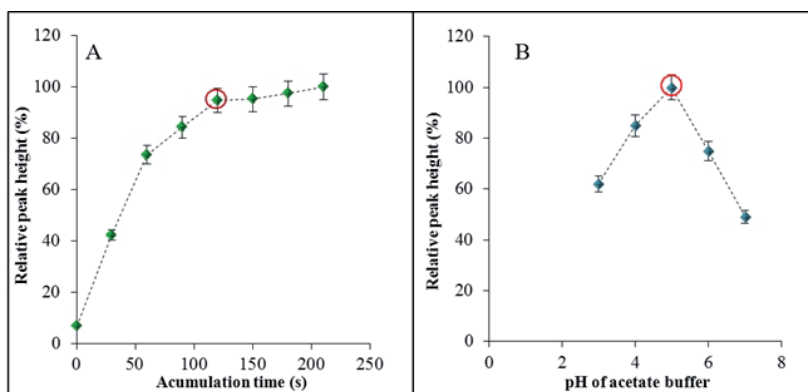 A
Relative peak height (%)
120
100
80
60
40
20
0
0 50 100 150 200 250
Acumulation time (s)
B
Relative peak height (%)
120
100
80
60
40
20
0
0 2 4 6 8
pH of acetate buffer